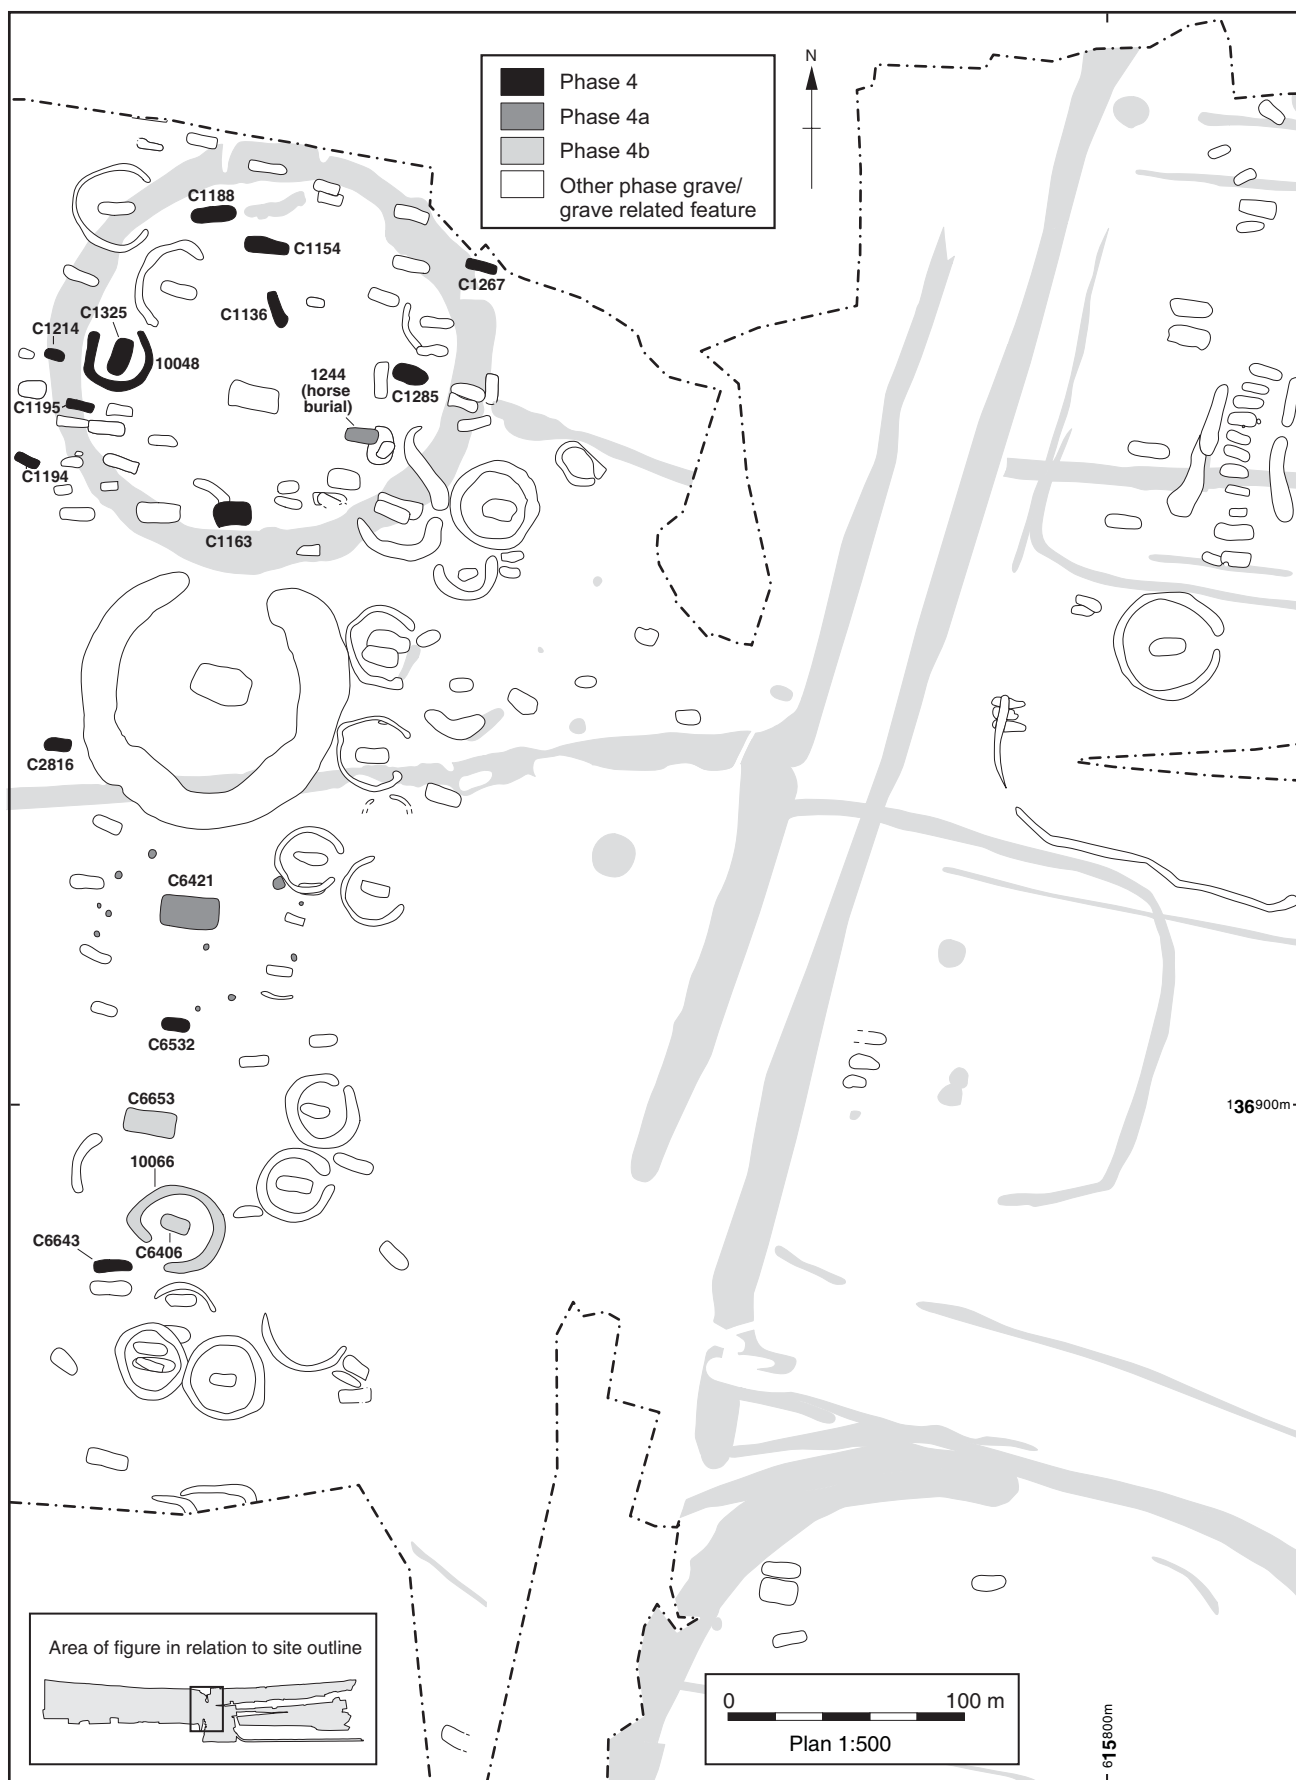 Phase 4
Phase 4a
Phase 4b
Other phase grave/
grave related feature
N
C1188
C1154
C1267
C1136
C1325
C1214
10048
1244
(horse
burial)
C1285
C1195
C1194
C1163
C2816
C6421
C6532
C6653
136900m
10066
C6643
C6406
Area of figure in relation to site outline
0 100 m
Plan 1:500
615800m